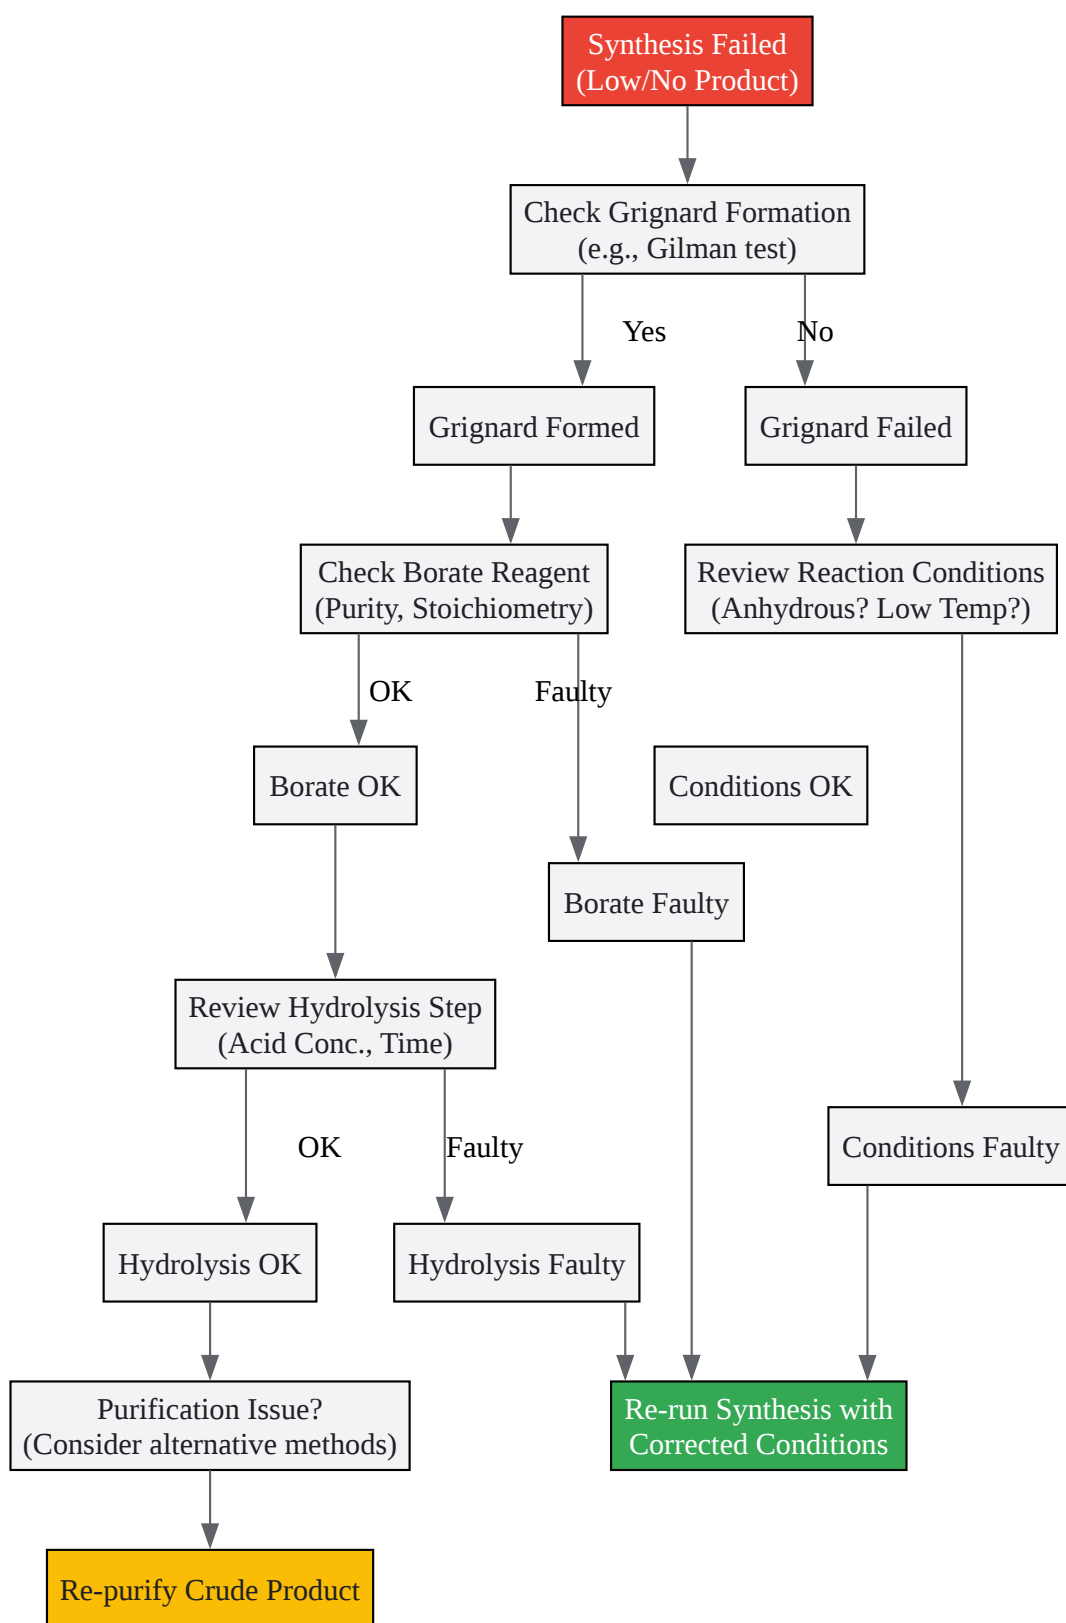 Synthesis Failed
(Low/No Product)
Check Grignard Formation
(e.g., Gilman test)
Yes
No
Grignard Formed
Grignard Failed
Check Borate Reagent
(Purity, Stoichiometry)
Review Reaction Conditions
(Anhydrous? Low Temp?)
OK
Faulty
Borate OK
Conditions OK
Borate Faulty
Review Hydrolysis Step
(Acid Conc., Time)
OK
Faulty
Conditions Faulty
Hydrolysis OK
Hydrolysis Faulty
Purification Issue?
(Consider alternative methods)
Re-run Synthesis with
Corrected Conditions
Re-purify Crude Product